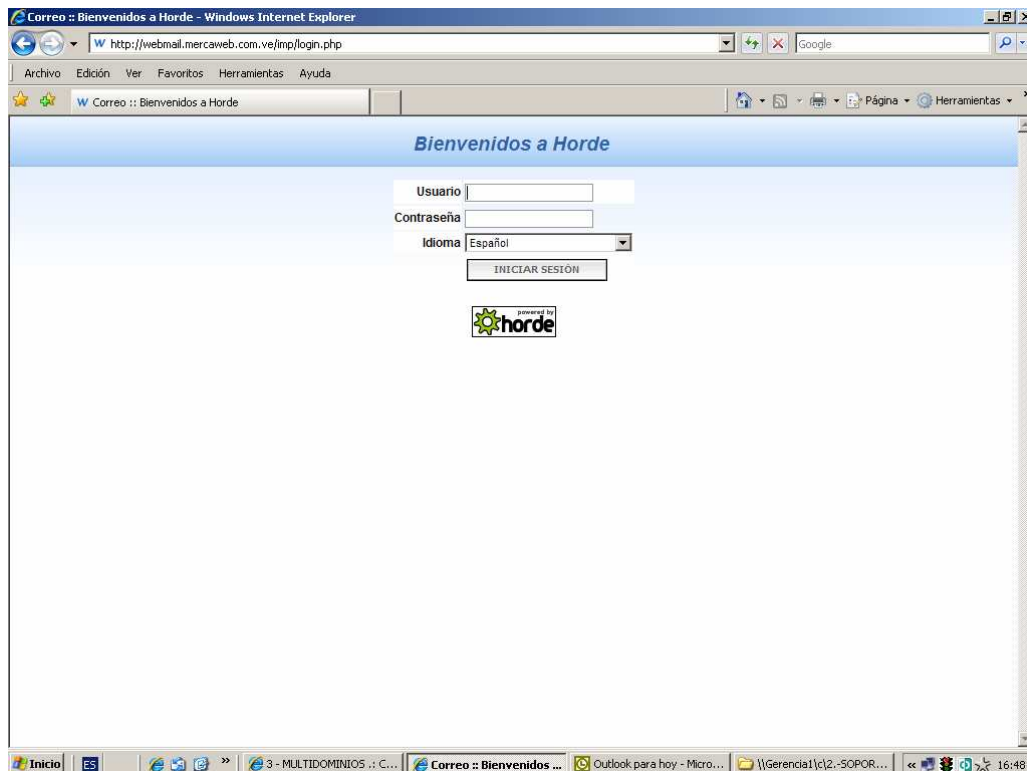 Correo :: Bienvenidos a Horde - Windows Internet Explorer
http://webmail.mercaweb.com.ve/imp/login.php
Google
Archivo Edición Ver Favoritos Herramientas Ayuda
Correo :: Bienvenidos a Horde
Página Herramientas
Bienvenidos a Horde
Usuario
Contraseña
Idioma Español
INICIAR SESIÓN
powered by
horde
Inicio ES » 3 - MULTIDOMINIOS .: C... Correo :: Bienvenidos ... Outlook para hoy - Micro... \\Gerencia1\c\2.-SOPOR... « 16:48